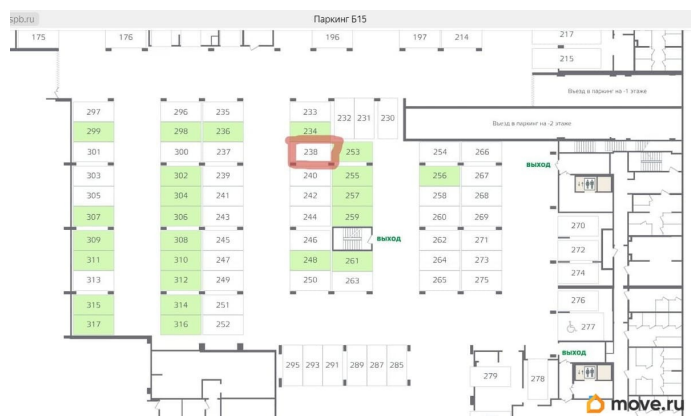 spb.ru
Паркинг Б15
175 176 196 197 214 217
215
Въезд в паркинг на -1 этаже
Выезд в паркинг на -2 этаже
297 296 235 233 232 231 230
299 298 236 234
301 300 237 238 253 254 266
выход
303 302 239 240 255 256 267
305 304 241 242 257 258 268
307 306 243 244 259 260 269
270
309 308 245 246 выход 262 271
272
311 310 247 248 261 264 273
274
313 312 249 250 263 265 275
276
315 314 251
317 316 252 277
выход
295 293 291 289 287 285
279 278
move.ru